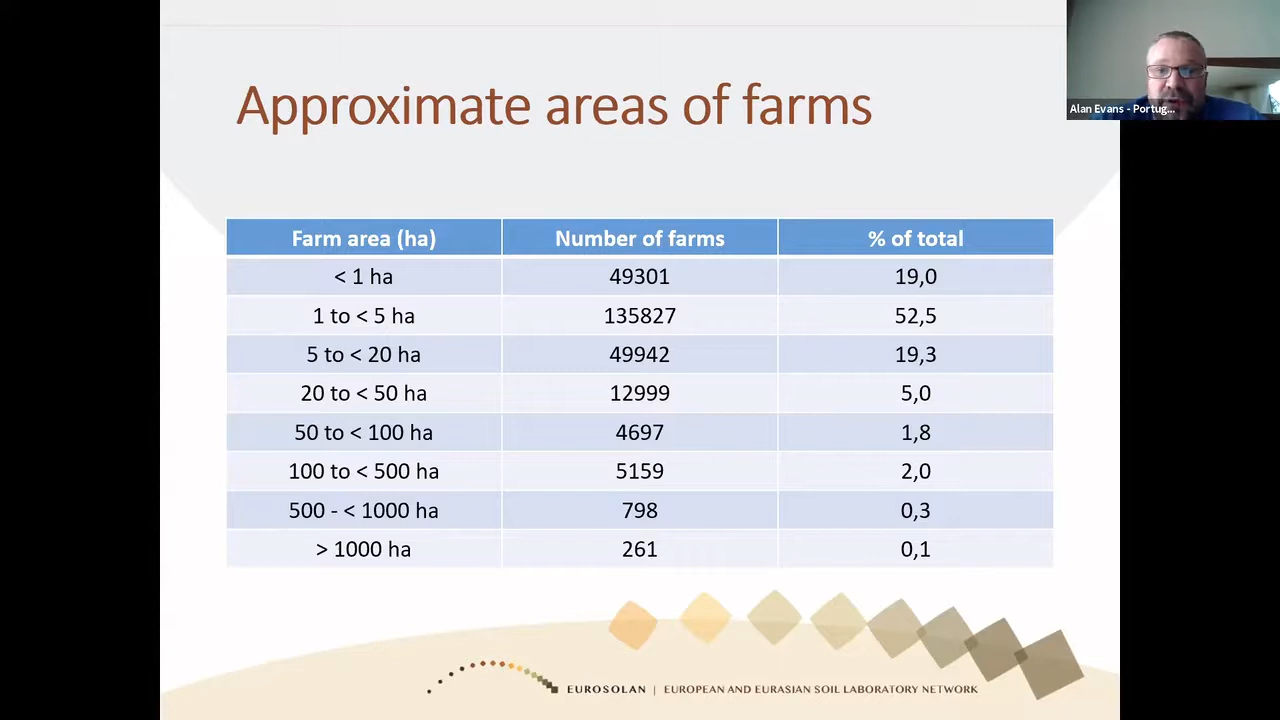 Approximate areas of farms
Alan Evans - Portug...
Farm area (ha) Number of farms % of total
< 1 ha 49301 19,0
1 to < 5 ha 135827 52,5
5 to < 20 ha 49942 19,3
20 to < 50 ha 12999 5,0
50 to < 100 ha 4697 1,8
100 to < 500 ha 5159 2,0
500 - < 1000 ha 798 0,3
> 1000 ha 261 0,1
EUROSOLAN | EUROPEAN AND EURASIAN SOIL LABORATORY NETWORK